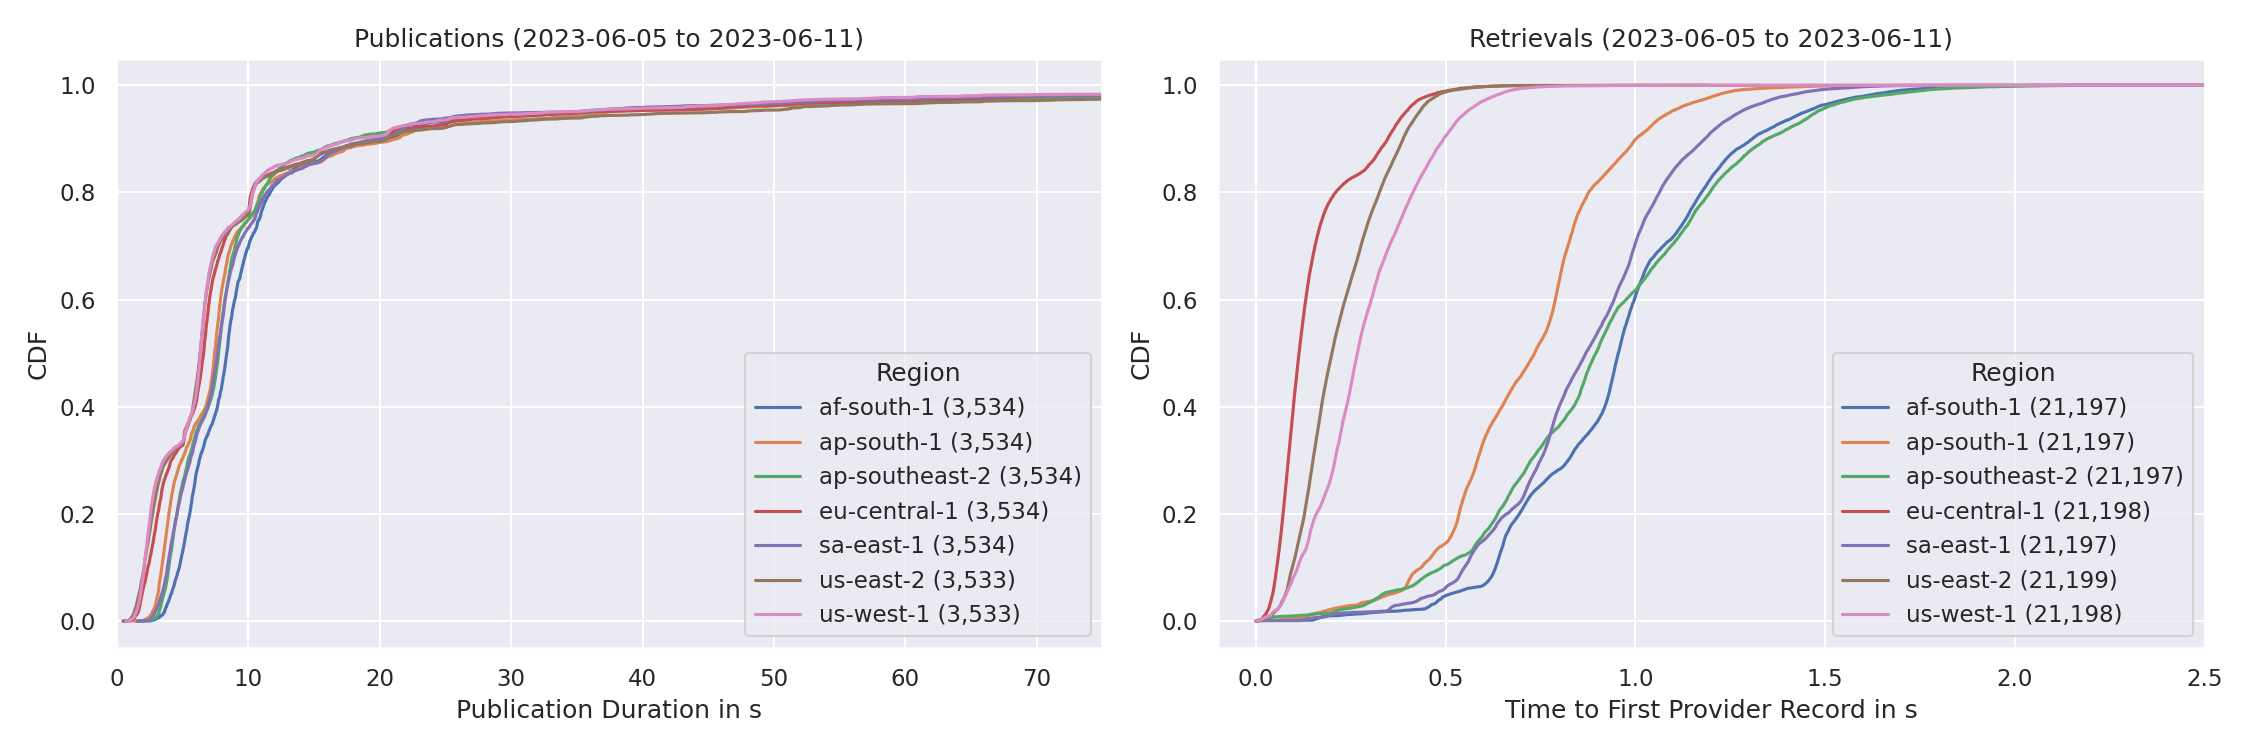 Publications (2023-06-05 to 2023-06-11)
CDF
1.0
0.8
0.6
0.4
0.2
0.0
Region
af-south-1 (3,534)
ap-south-1 (3,534)
ap-southeast-2 (3,534)
eu-central-1 (3,534)
sa-east-1 (3,534)
us-east-2 (3,533)
us-west-1 (3,533)
0 10 20 30 40 50 60 70
Publication Duration in s
Retrievals (2023-06-05 to 2023-06-11)
CDF
1.0
0.8
0.6
0.4
0.2
0.0
Region
af-south-1 (21,197)
ap-south-1 (21,197)
ap-southeast-2 (21,197)
eu-central-1 (21,198)
sa-east-1 (21,197)
us-east-2 (21,199)
us-west-1 (21,198)
0.0 0.5 1.0 1.5 2.0 2.5
Time to First Provider Record in s